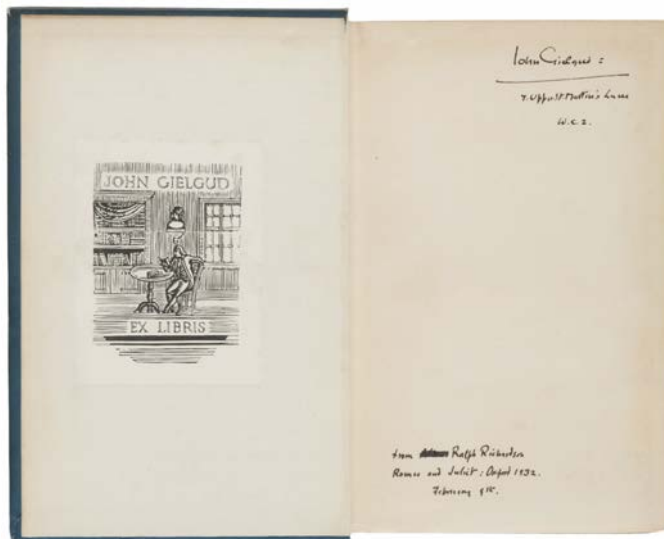 JOHN GIELGUD
EX LIBRIS
John Gielgud :
7. Upper St Martin's Lane
W.C.2.
from Ralph Richardson
Romeo and Juliet : Oxford 1932.
February 9th.